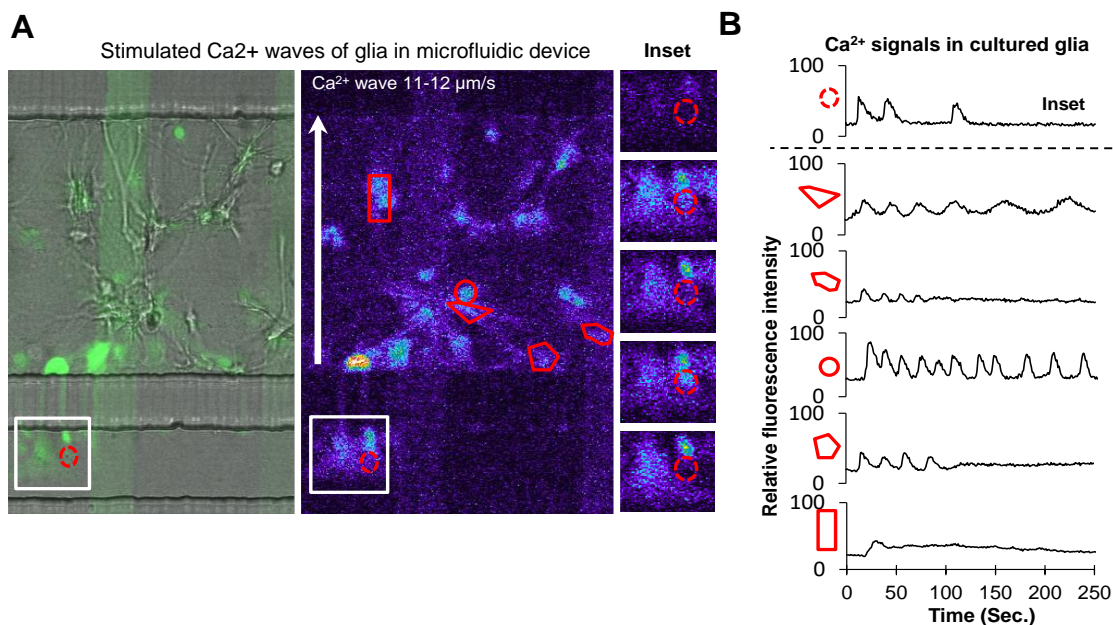 A
Stimulated Ca2+ waves of glia in microfluidic device
Inset
Ca²⁺ wave 11-12 µm/s
B
Ca²⁺ signals in cultured glia
Relative fluorescence intensity
100
0
Inset
100
0
100
0
100
0
100
0
100
0
0 50 100 150 200 250
Time (Sec.)